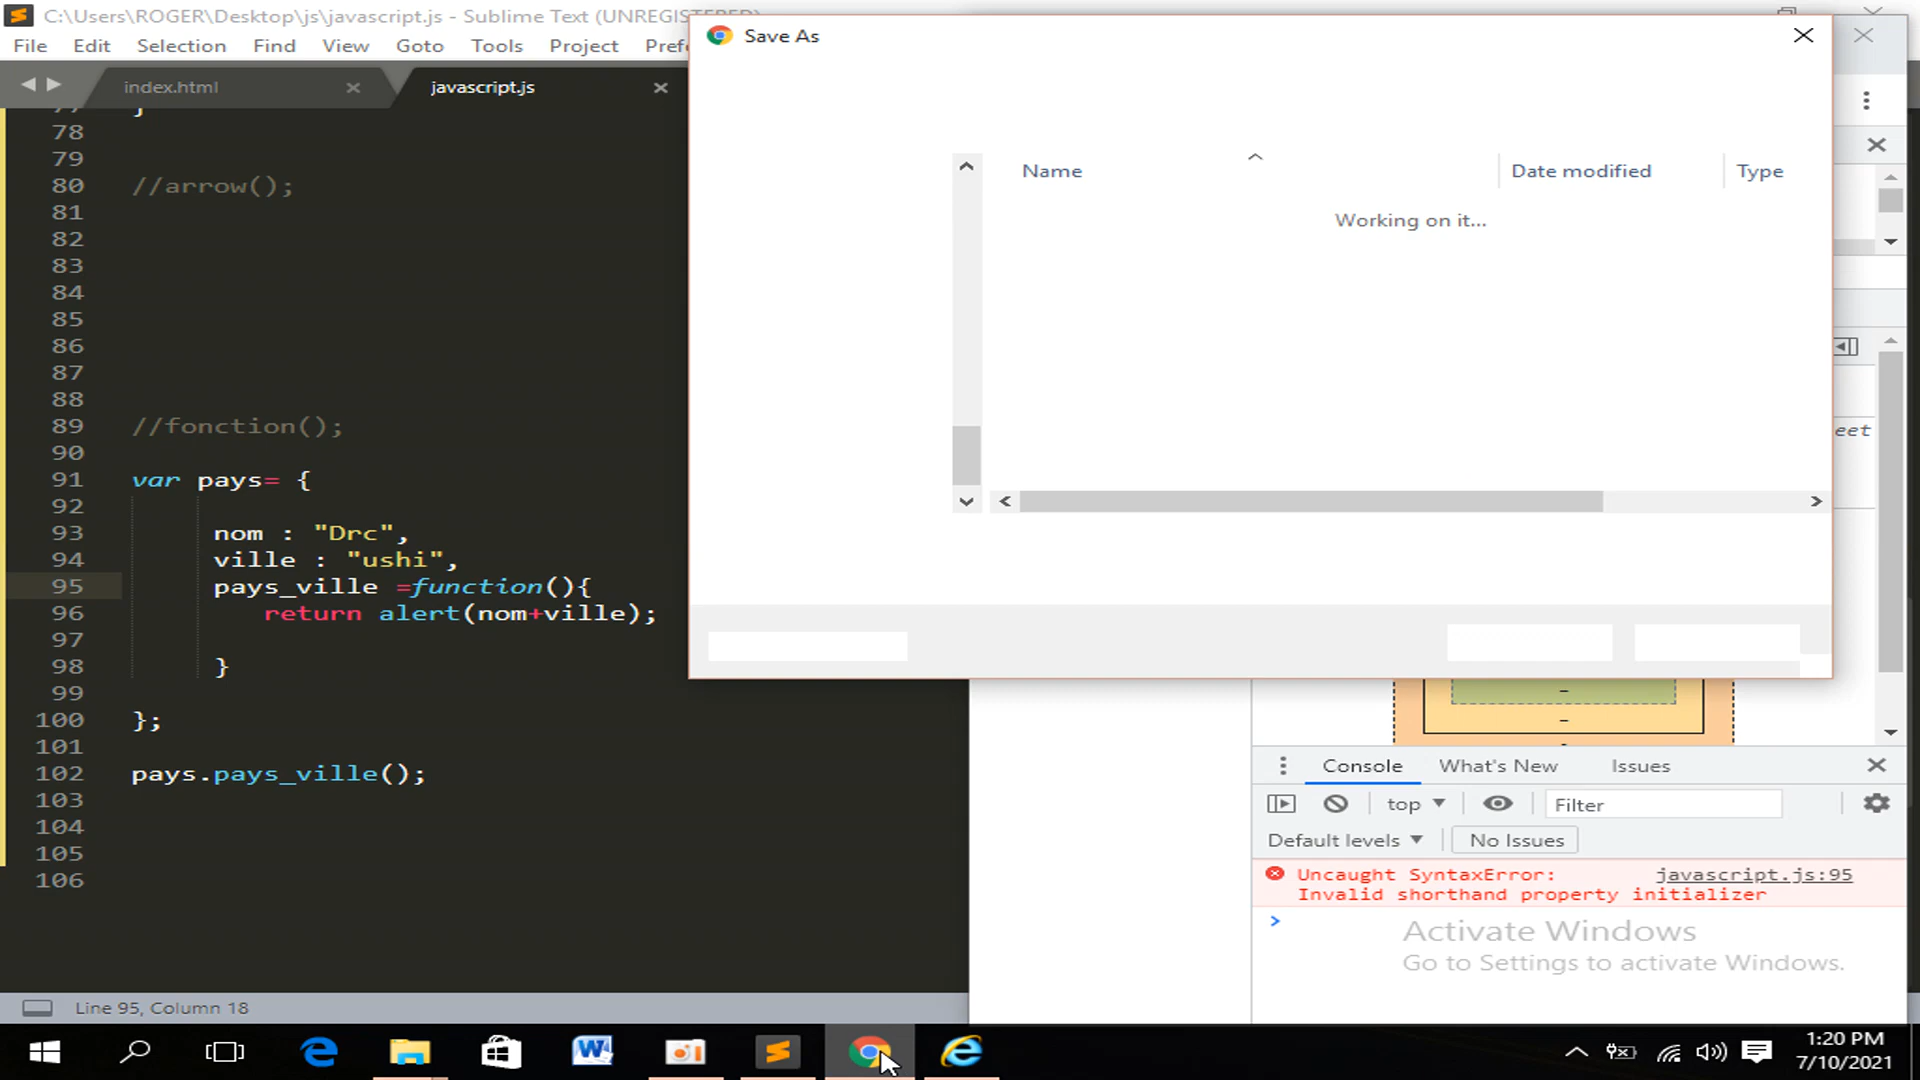 C:\Users\ROGER\Desktop\js\javascript.js - Sublime Text (UNREGISTERED)
File Edit Selection Find View Goto Tools Project
index.html
javascript.js
78
79
80 //arrow();
81
82
83
84
85
86
87
88
89 //fonction();
90
91 var pays= {
92
93 nom : "Drc",
94 ville : "ushi",
95 pays_ville =function(){
96 return alert(nom+ville);
97
98 }
99
100 };
101
102 pays.pays_ville();
103
104
105
106
Line 95, Column 18
Save As
Name Date modified Type
Working on it...
eet
Console What's New Issues
top Filter
Default levels No Issues
Uncaught SyntaxError: javascript.js:95
Invalid shorthand property initializer
>
Activate Windows
Go to Settings to activate Windows.
1:20 PM
7/10/2021